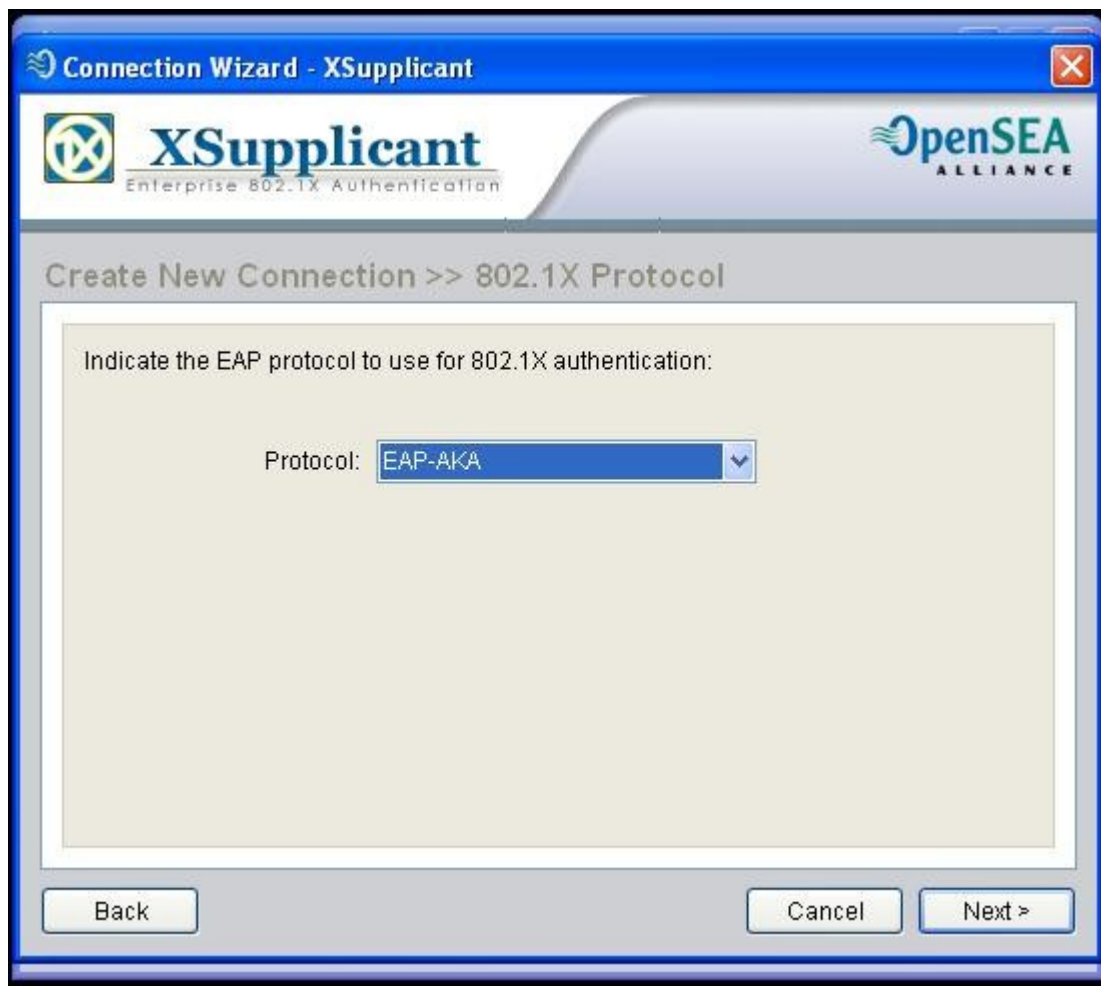 Connection Wizard - XSupplicant
1X XSupplicant
Enterprise 802.1X Authentication
OpenSEA
ALLIANCE
Create New Connection >> 802.1X Protocol
Indicate the EAP protocol to use for 802.1X authentication:
Protocol: EAP-AKA
Back Cancel Next >